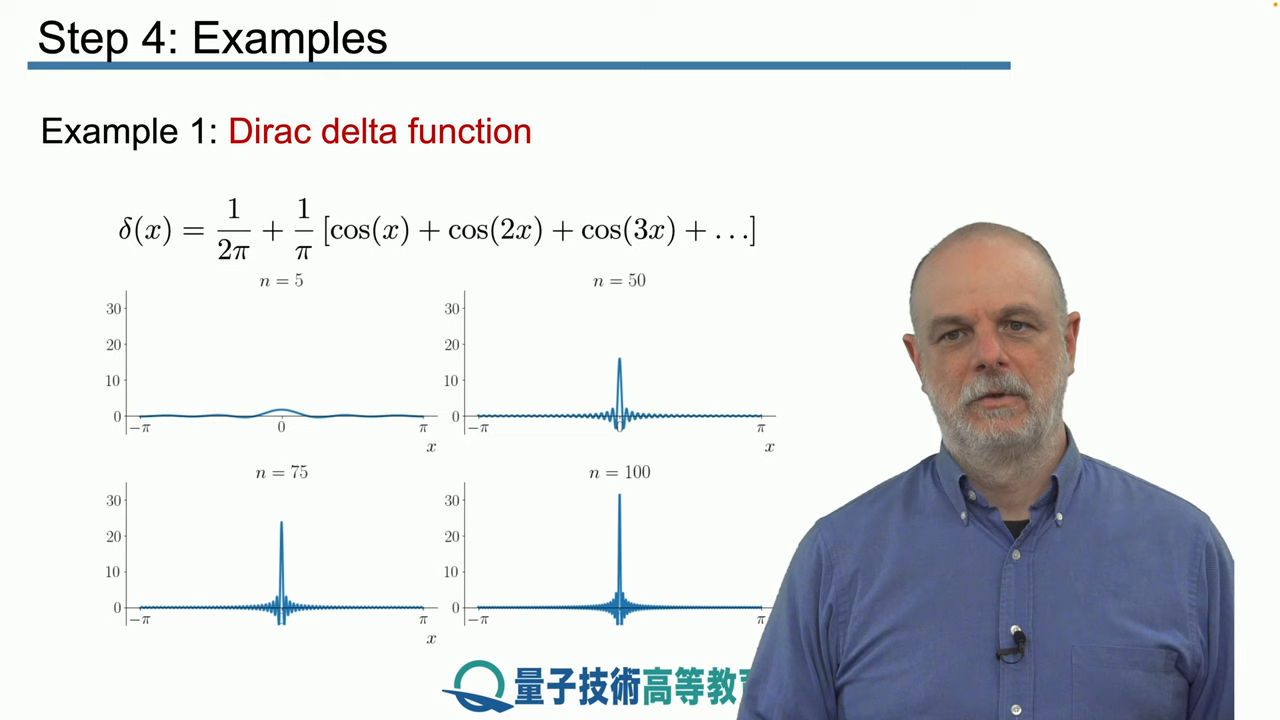 Step 4: Examples
Example 1: Dirac delta function
δ(x) = 1/2π + 1/π [cos(x) + cos(2x) + cos(3x) + …]
n = 5
30
20
10
0
−π
0
π
x
n = 50
30
20
10
0
−π
0
π
x
n = 75
30
20
10
0
−π
π
x
n = 100
30
20
10
0
−π
π
量子技術高等教